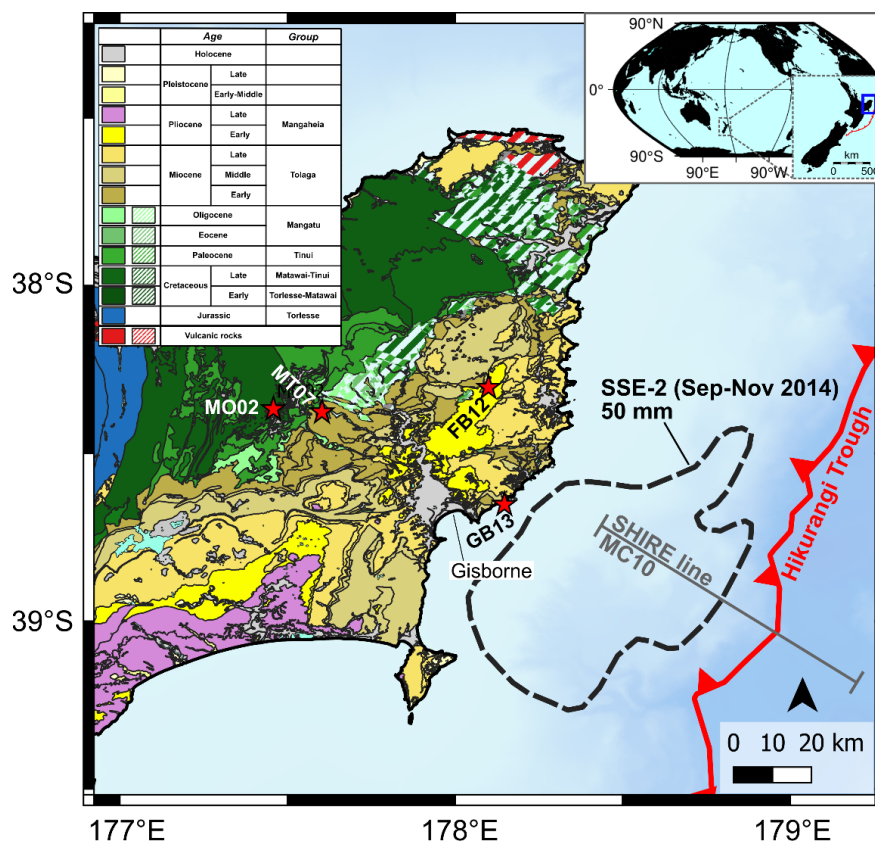 Age Group
Holocene
Pleistocene Late
Early-Middle
Pliocene Late Mangaheia
Early
Miocene Late Tolaga
Middle
Early
Oligocene Mangatu
Eocene
Paleocene Tinui
Cretaceous Late Matawai-Tinui
Early Torlesse-Matawai
Jurassic Torlesse
Vulcanic rocks
90°N
0°
90°S
90°E 90°W
km
0 500
38°S
39°S
MO02
MT07
FB12
GB13
Gisborne
SSE-2 (Sep-Nov 2014)
50 mm
SHIRE line
MC10
Hikurangi Trough
0 10 20 km
177°E 178°E 179°E